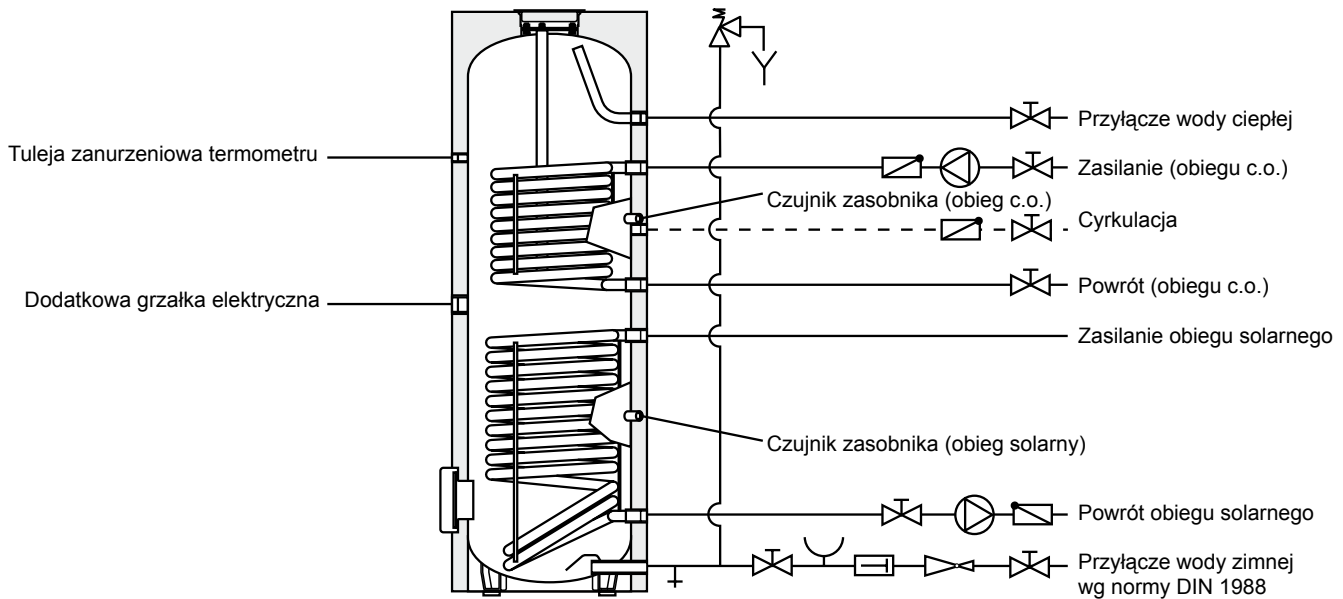 Przyłącze wody ciepłej
Tuleja zanurzeniowa termometru
Zasilanie (obiegu c.o.)
Czujnik zasobnika (obieg c.o.)
Cyrkulacja
Powrót (obiegu c.o.)
Dodatkowa grzałka elektryczna
Zasilanie obiegu solarnego
Czujnik zasobnika (obieg solarny)
Powrót obiegu solarnego
Przyłącze wody zimnej
wg normy DIN 1988